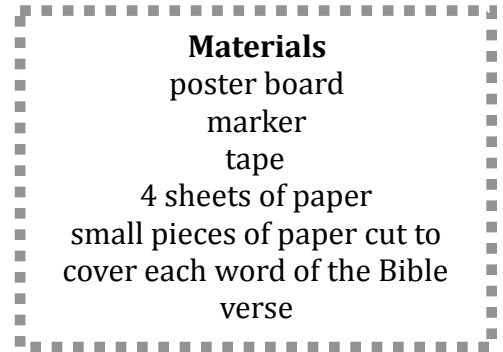 Materials
poster board
marker
tape
4 sheets of paper
small pieces of paper cut to
cover each word of the Bible
verse